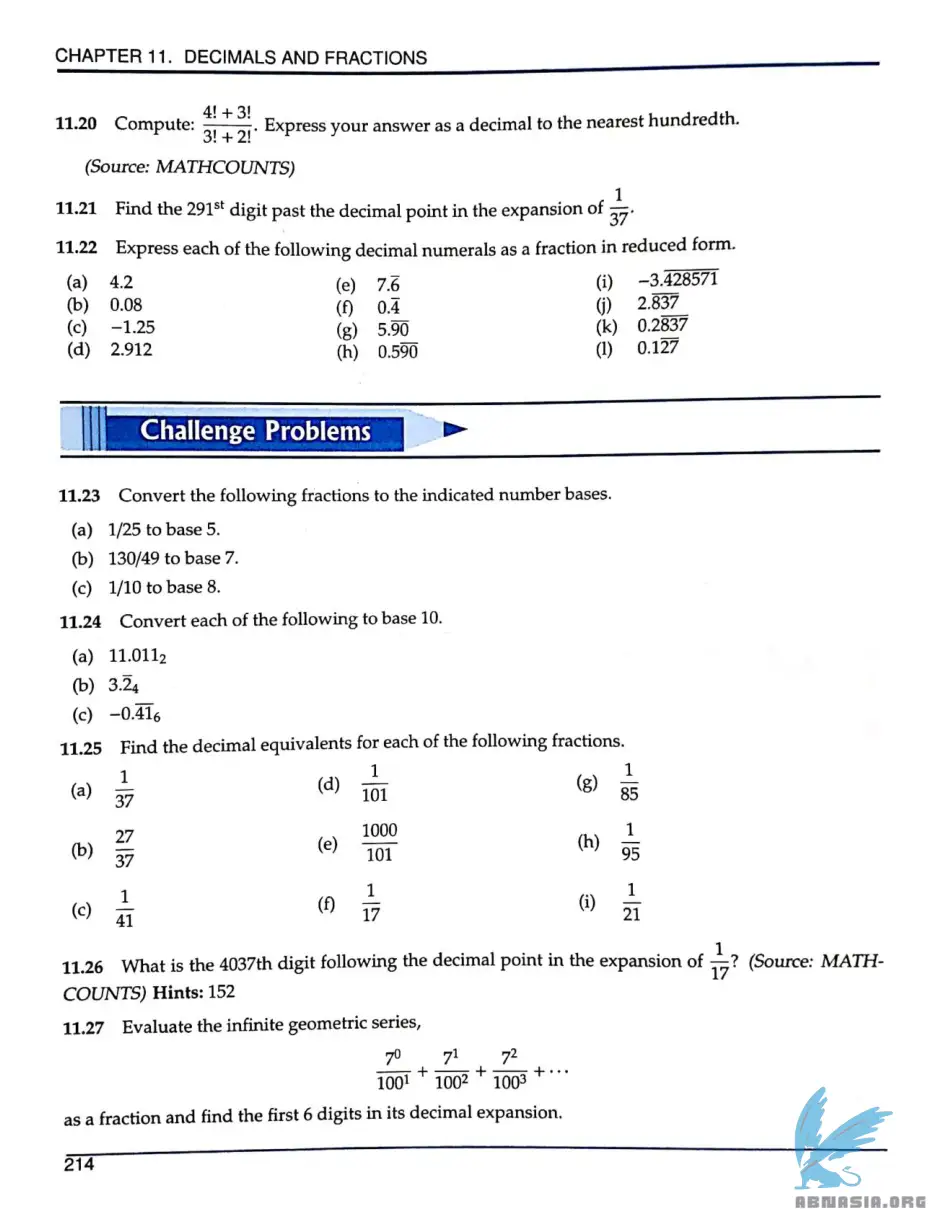 CHAPTER 11. DECIMALS AND FRACTIONS
11.20 Compute: \frac{4! + 3!}{3! + 2!}. Express your answer as a decimal to the nearest hundredth.
(Source: MATHCOUNTS)
11.21 Find the 291^{st} digit past the decimal point in the expansion of \frac{1}{37}.
11.22 Express each of the following decimal numerals as a fraction in reduced form.
(a) 4.2 (e) 7.\overline{6} (i) −3.\overline{428571}
(b) 0.08 (f) 0.\overline{4} (j) 2.\overline{837}
(c) −1.25 (g) 5.\overline{90} (k) 0.2\overline{837}
(d) 2.912 (h) 0.5\overline{90} (l) 0.1\overline{27}
Challenge Problems
11.23 Convert the following fractions to the indicated number bases.
(a) 1/25 to base 5.
(b) 130/49 to base 7.
(c) 1/10 to base 8.
11.24 Convert each of the following to base 10.
(a) 11.011_2
(b) 3.\overline{2}_4
(c) −0.\overline{41}_6
11.25 Find the decimal equivalents for each of the following fractions.
(a) \frac{1}{37} (d) \frac{1}{101} (g) \frac{1}{85}
(b) \frac{27}{37} (e) \frac{1000}{101} (h) \frac{1}{95}
(c) \frac{1}{41} (f) \frac{1}{17} (i) \frac{1}{21}
11.26 What is the 4037th digit following the decimal point in the expansion of \frac{1}{17}? (Source: MATH-
COUNTS) Hints: 152
11.27 Evaluate the infinite geometric series,
\frac{7^0}{100^1} + \frac{7^1}{100^2} + \frac{7^2}{100^3} + ⋯
as a fraction and find the first 6 digits in its decimal expansion.
214
ABNASIA.ORG